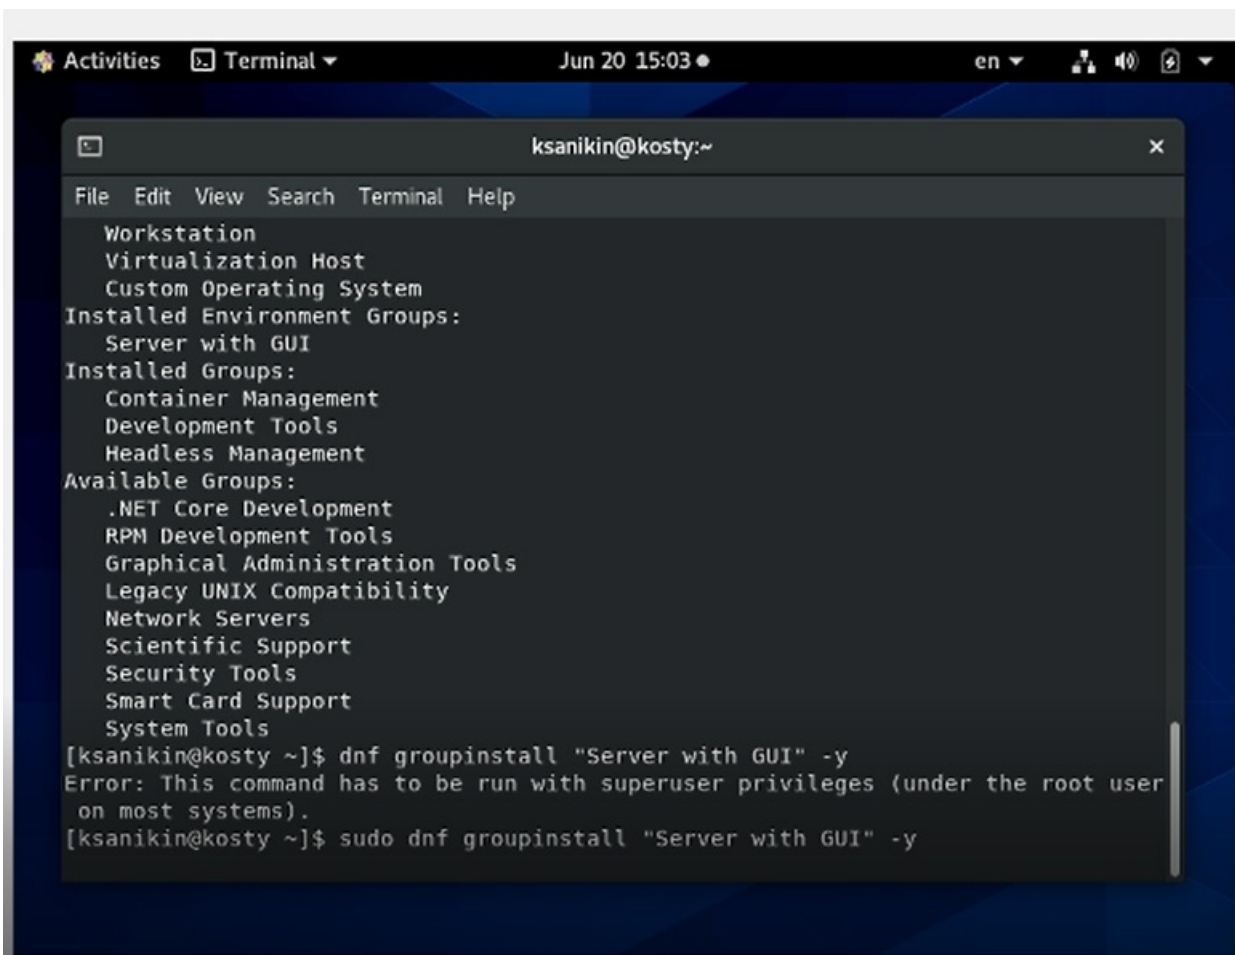 Activities Terminal Jun 20 15:03 en
ksanikin@kosty:~
File Edit View Search Terminal Help
Workstation
Virtualization Host
Custom Operating System
Installed Environment Groups:
Server with GUI
Installed Groups:
Container Management
Development Tools
Headless Management
Available Groups:
.NET Core Development
RPM Development Tools
Graphical Administration Tools
Legacy UNIX Compatibility
Network Servers
Scientific Support
Security Tools
Smart Card Support
System Tools
[ksanikin@kosty ~]$ dnf groupinstall "Server with GUI" -y
Error: This command has to be run with superuser privileges (under the root user
on most systems).
[ksanikin@kosty ~]$ sudo dnf groupinstall "Server with GUI" -y